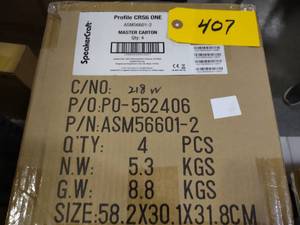 Profile CRS6 ONE
ASM56601-2
MASTER CARTON
Qty: 4
SpeakerCraft
407
C/NO: 218W
P/O:PO-552406
P/N:ASM56601-2
Q'TY: 4 PCS
N.W: 5.3 KGS
G.W: 8.8 KGS
SIZE:58.2X30.1X31.8CM